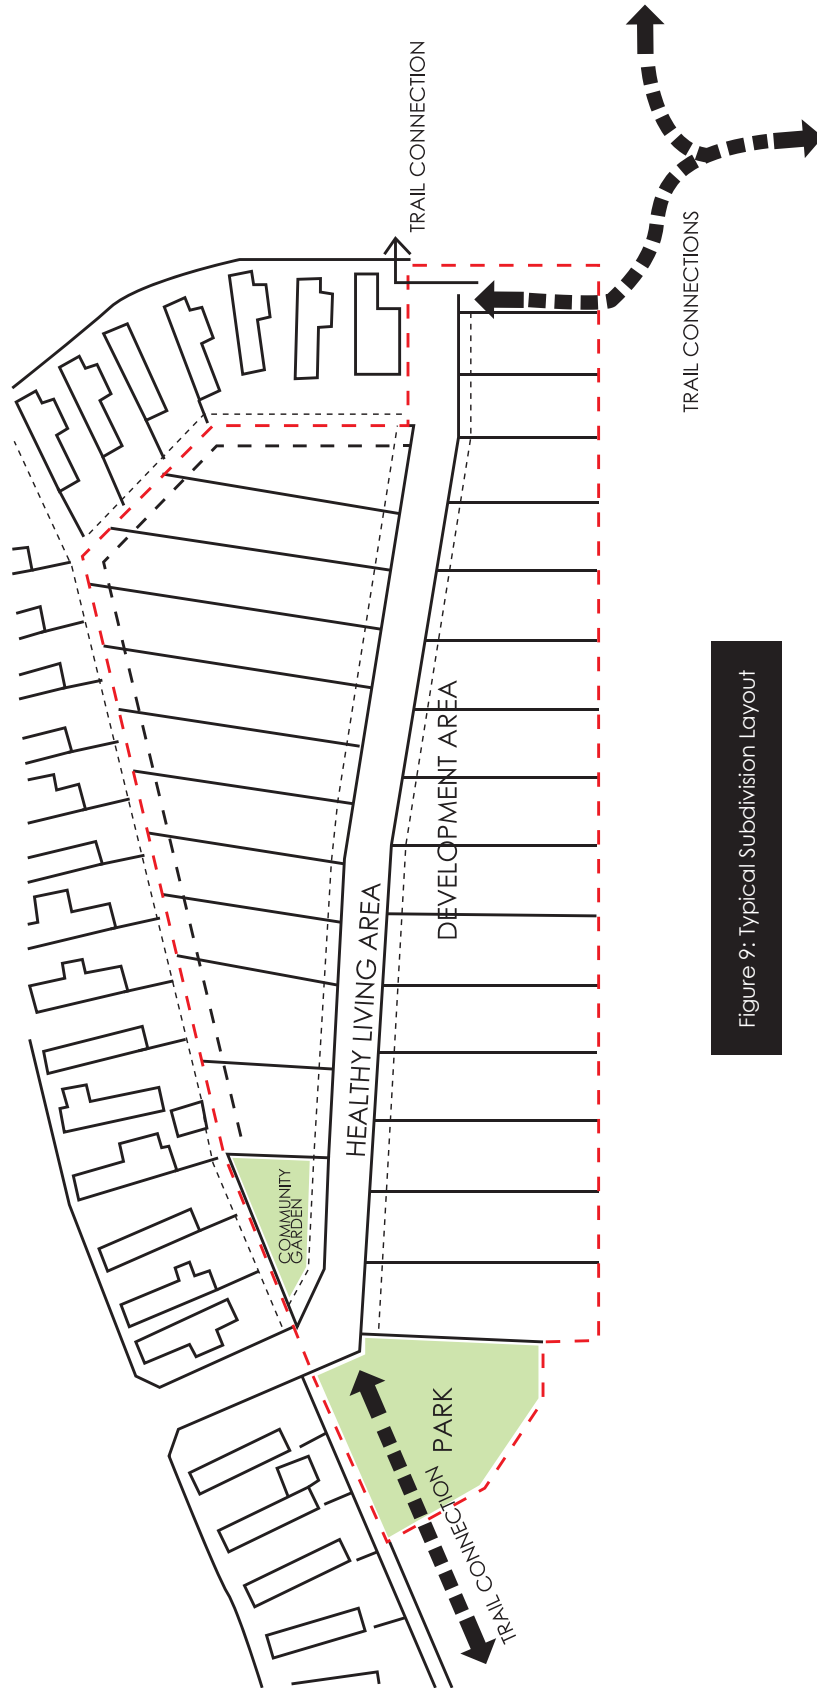 TRAIL CONNECTION
TRAIL CONNECTIONS
DEVELOPMENT AREA
HEALTHY LIVING AREA
COMMUNITY
GARDEN
PARK
TRAIL CONNECTION
Figure 9: Typical Subdivision Layout